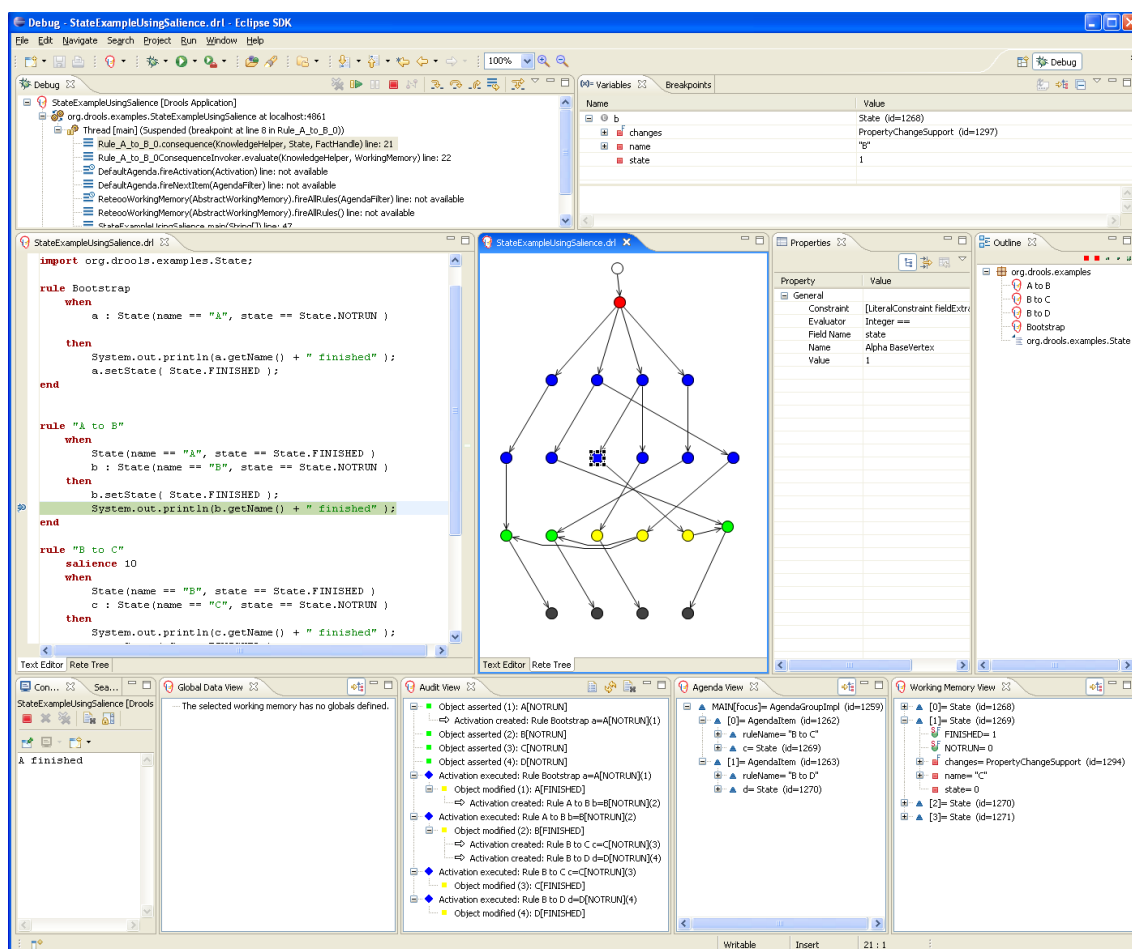 Debug - StateExampleUsingSalience.drl - Eclipse SDK
File Edit Navigate Search Project Run Window Help
100%
Debug
Debug
StateExampleUsingSalience [Drools Application]
org.drools.examples.StateExampleUsingSalience at localhost:4861
Thread [main] (Suspended (breakpoint at line 8 in Rule_A_to_B_0))
Rule_A_to_B_0.consequence(KnowledgeHelper, State, FactHandle) line: 21
Rule_A_to_B_0ConsequenceInvoker.evaluate(KnowledgeHelper, WorkingMemory) line: 22
DefaultAgenda.fireActivation(Activation) line: not available
DefaultAgenda.fireNextItem(AgendaFilter) line: not available
ReteooWorkingMemory(AbstractWorkingMemory).fireAllRules(AgendaFilter) line: not available
ReteooWorkingMemory(AbstractWorkingMemory).fireAllRules() line: not available
StateExampleUsingSalience.main(String[]) line: 47
(x)= Variables Breakpoints
Name Value
b State (id=1268)
changes PropertyChangeSupport (id=1297)
name "B"
state 1
StateExampleUsingSalience.drl
import org.drools.examples.State;
rule Bootstrap
when
a : State(name == "A", state == State.NOTRUN )
then
System.out.println(a.getName() + " finished" );
a.setState( State.FINISHED );
end
rule "A to B"
when
State(name == "A", state == State.FINISHED )
b : State(name == "B", state == State.NOTRUN )
then
b.setState( State.FINISHED );
System.out.println(b.getName() + " finished" );
end
rule "B to C"
salience 10
when
State(name == "B", state == State.FINISHED )
c : State(name == "C", state == State.NOTRUN )
then
System.out.println(c.getName() + " finished" );
Text Editor Rete Tree
StateExampleUsingSalience.drl
Text Editor Rete Tree
Properties
Property Value
General
Constraint [LiteralConstraint fieldExtra
Evaluator Integer ==
Field Name state
Name Alpha BaseVertex
Value 1
Outline
org.drools.examples
A to B
B to C
B to D
Bootstrap
org.drools.examples.State
Con... Sea...
StateExampleUsingSalience [Drools
A finished
Global Data View
The selected working memory has no globals defined.
Audit View
Object asserted (1): A[NOTRUN]
Activation created: Rule Bootstrap a=A[NOTRUN](1)
Object asserted (2): B[NOTRUN]
Object asserted (3): C[NOTRUN]
Object asserted (4): D[NOTRUN]
Activation executed: Rule Bootstrap a=A[NOTRUN](1)
Object modified (1): A[FINISHED]
Activation created: Rule A to B b=B[NOTRUN](2)
Activation executed: Rule A to B b=B[NOTRUN](2)
Object modified (2): B[FINISHED]
Activation created: Rule B to C c=C[NOTRUN](3)
Activation created: Rule B to D d=D[NOTRUN](4)
Activation executed: Rule B to C c=C[NOTRUN](3)
Object modified (3): C[FINISHED]
Activation executed: Rule B to D d=D[NOTRUN](4)
Object modified (4): D[FINISHED]
Agenda View
MAIN[focus]= AgendaGroupImpl (id=1259)
[0]= AgendaItem (id=1262)
ruleName= "B to C"
c= State (id=1269)
[1]= AgendaItem (id=1263)
ruleName= "B to D"
d= State (id=1270)
Working Memory View
[0]= State (id=1268)
[1]= State (id=1269)
FINISHED= 1
NOTRUN= 0
changes= PropertyChangeSupport (id=1294)
name= "C"
state= 0
[2]= State (id=1270)
[3]= State (id=1271)
Writable Insert 21 : 1